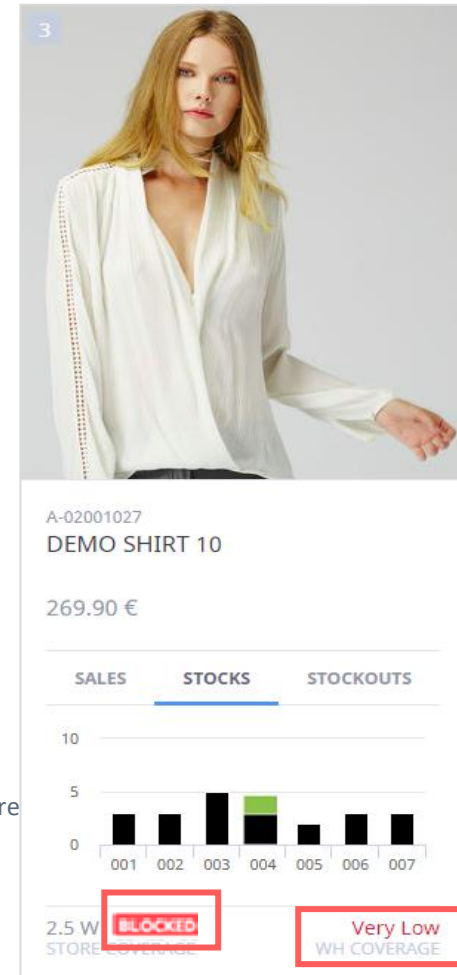 3
A-02001027
DEMO SHIRT 10
269.90 €
SALES STOCKS STOCKOUTS
10
5
re
0
001 002 003 004 005 006 007
2.5 W BLOCKED Very Low
STORE COVERAGE WH COVERAGE